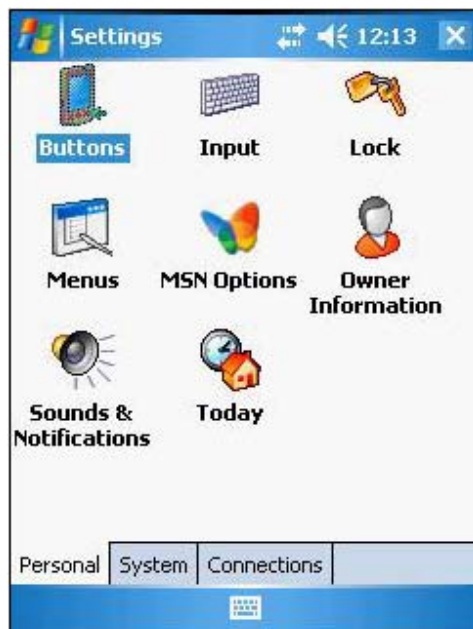 Settings 12:13
Buttons Input Lock
Menus MSN Options Owner
Information
Sounds & Today
Notifications
Personal System Connections